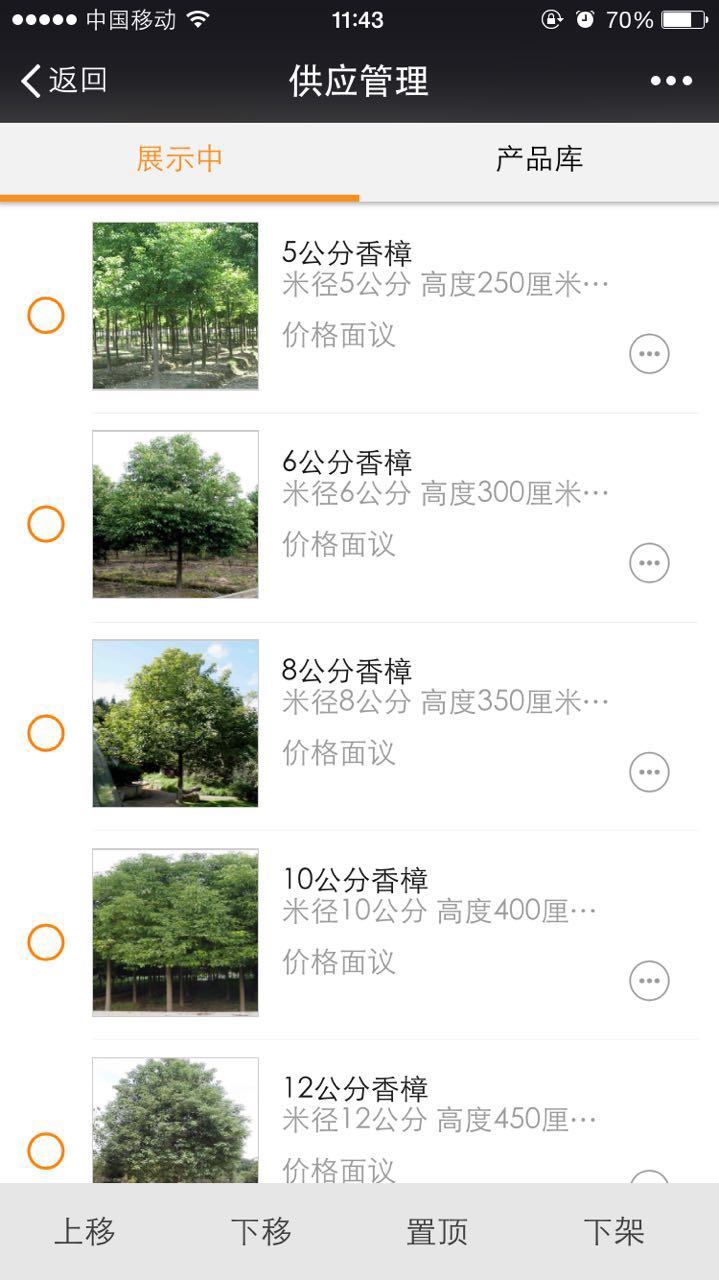 中国移动 11:43 70%
返回 供应管理
展示中 产品库
5公分香樟
米径5公分 高度250厘米…
价格面议
6公分香樟
米径6公分 高度300厘米…
价格面议
8公分香樟
米径8公分 高度350厘米…
价格面议
10公分香樟
米径10公分 高度400厘…
价格面议
12公分香樟
米径12公分 高度450厘…
价格面议
上移 下移 置顶 下架